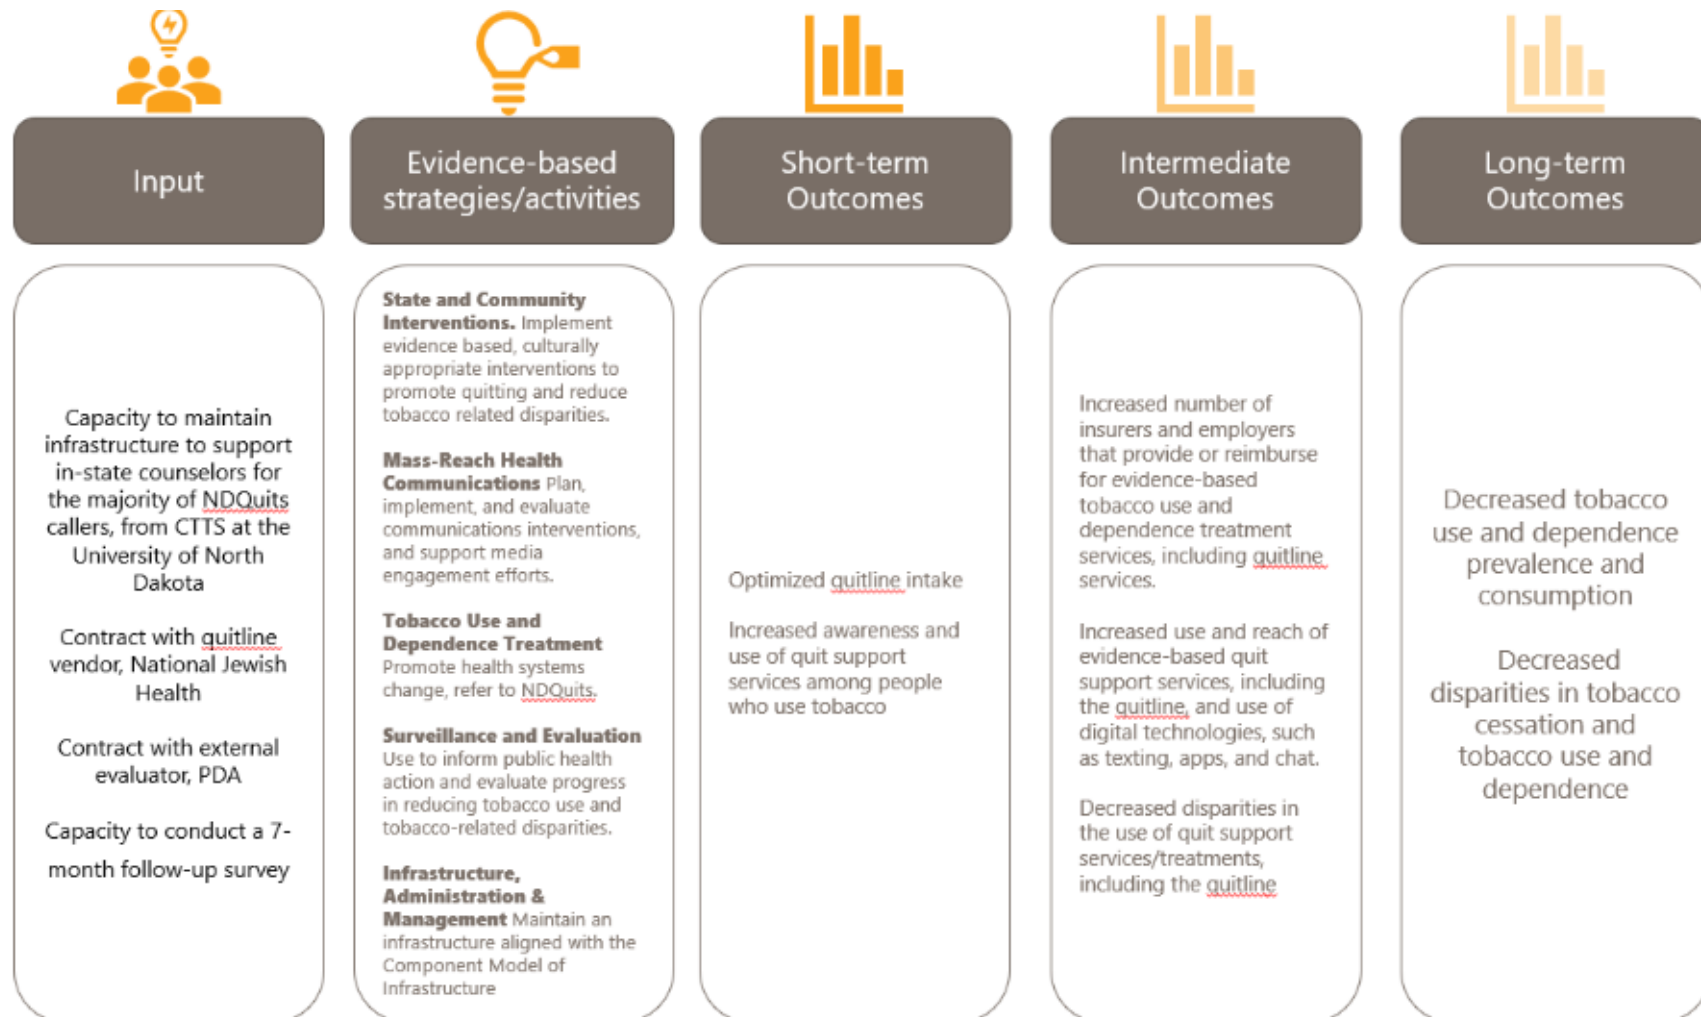 Input
Evidence-based
strategies/activities
Short-term
Outcomes
Intermediate
Outcomes
Long-term
Outcomes
Capacity to maintain
infrastructure to support
in-state counselors for
the majority of NDQuits
callers, from CTTS at the
University of North
Dakota
Contract with quitline
vendor, National Jewish
Health
Contract with external
evaluator, PDA
Capacity to conduct a 7-
month follow-up survey
State and Community
Interventions. Implement
evidence based, culturally
appropriate interventions to
promote quitting and reduce
tobacco related disparities.
Mass-Reach Health
Communications Plan,
implement, and evaluate
communications interventions,
and support media
engagement efforts.
Tobacco Use and
Dependence Treatment
Promote health systems
change, refer to NDQuits.
Surveillance and Evaluation
Use to inform public health
action and evaluate progress
in reducing tobacco use and
tobacco-related disparities.
Infrastructure,
Administration &
Management Maintain an
infrastructure aligned with the
Component Model of
Infrastructure
Optimized quitline intake
Increased awareness and
use of quit support
services among people
who use tobacco
Increased number of
insurers and employers
that provide or reimburse
for evidence-based
tobacco use and
dependence treatment
services, including quitline
services.
Increased use and reach of
evidence-based quit
support services, including
the quitline, and use of
digital technologies, such
as texting, apps, and chat.
Decreased disparities in
the use of quit support
services/treatments,
including the quitline
Decreased tobacco
use and dependence
prevalence and
consumption
Decreased
disparities in tobacco
cessation and
tobacco use and
dependence